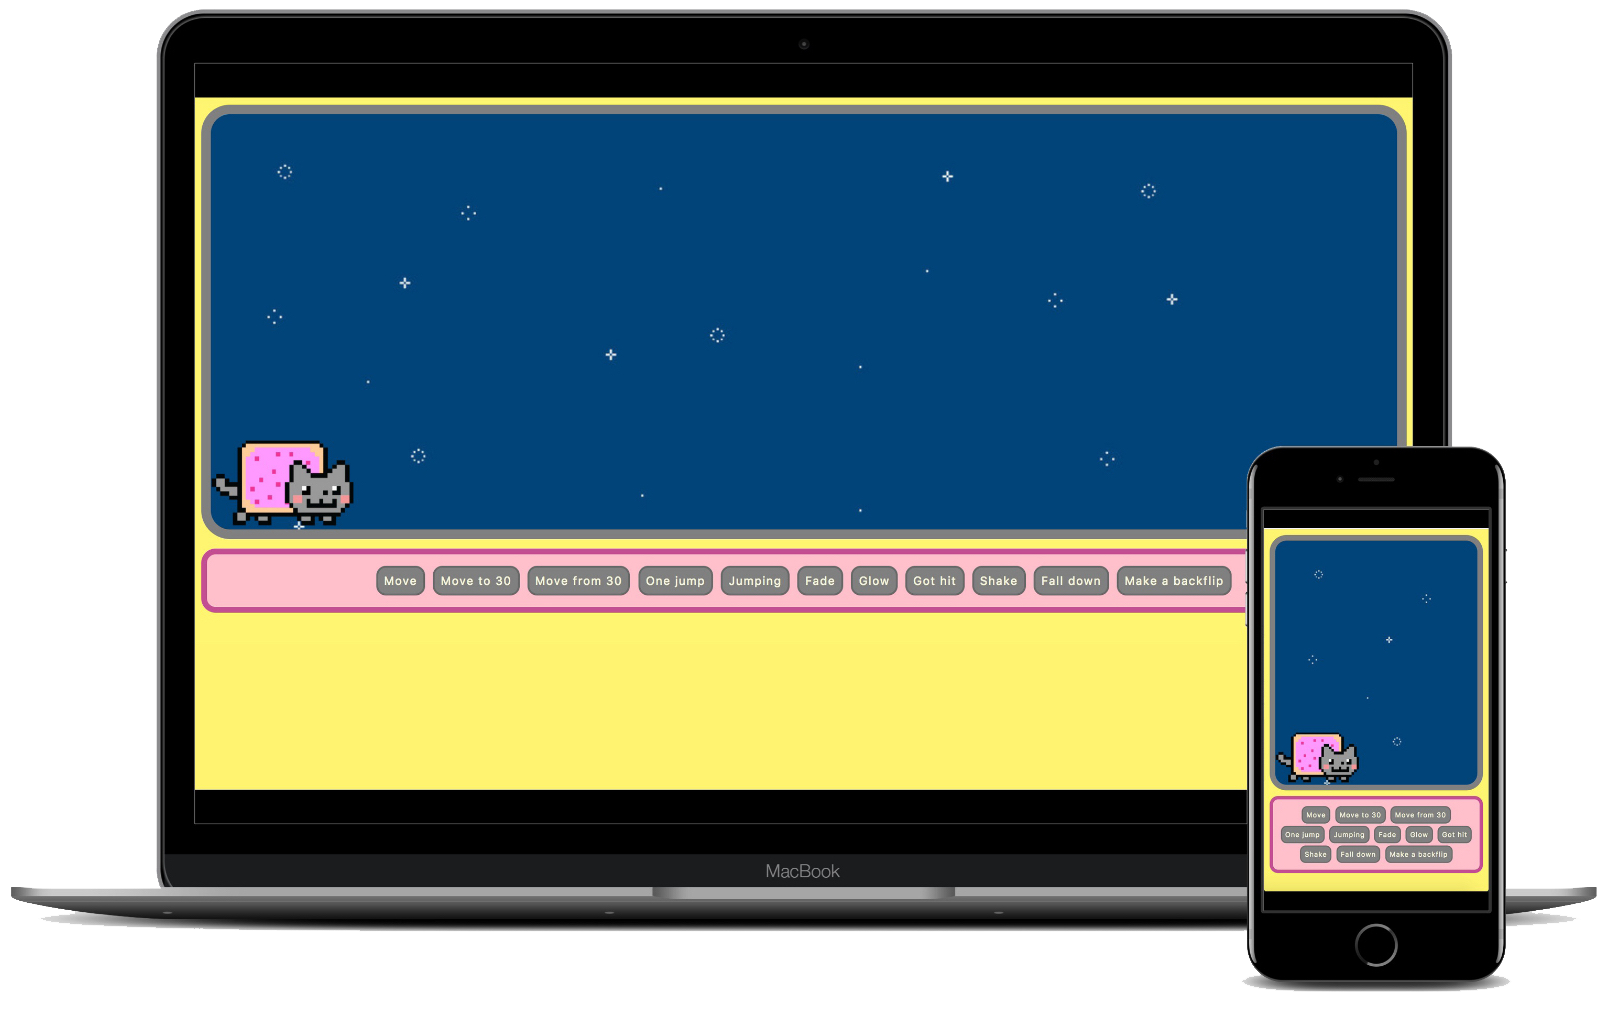 Move Move to 30 Move from 30 One jump Jumping Fade Glow Got hit Shake Fall down Make a backflip
MacBook
Move Move to 30 Move from 30
One jump Jumping Fade Glow Got hit
Shake Fall down Make a backflip